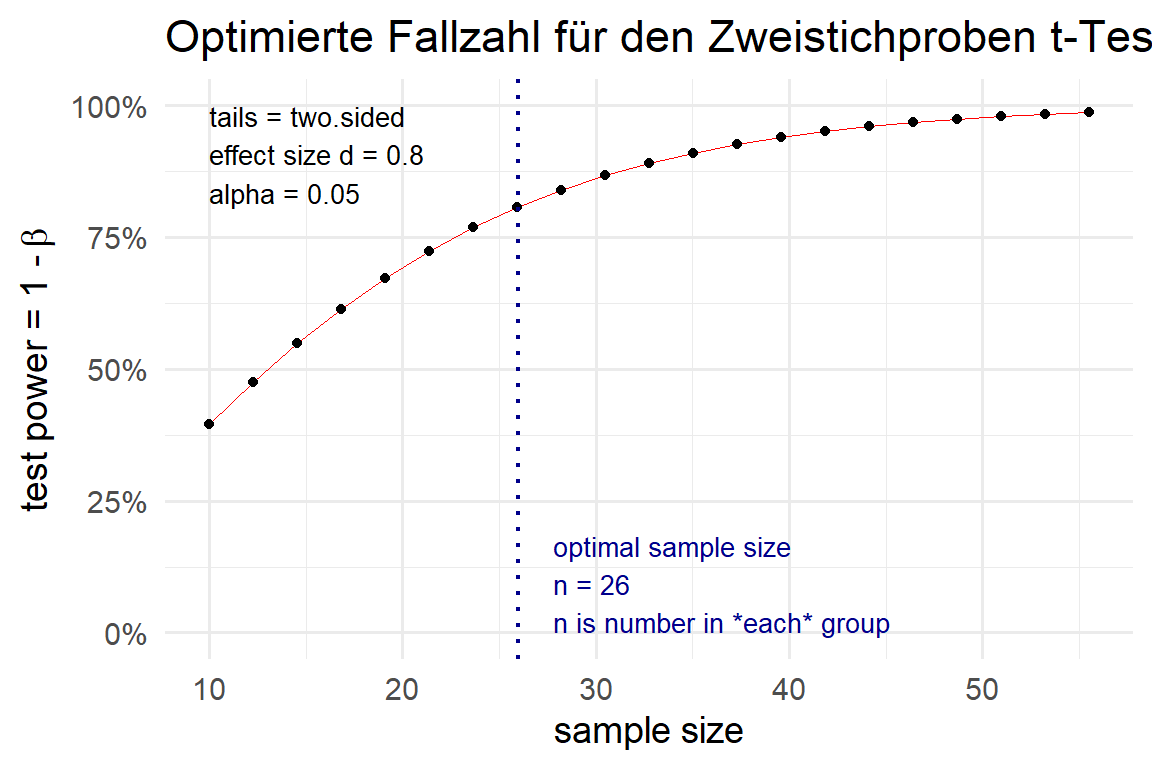 Optimierte Fallzahl für den Zweistichproben t-Tes
100%
75%
50%
25%
0%
test power = 1 - β
tails = two.sided
effect size d = 0.8
alpha = 0.05
optimal sample size
n = 26
n is number in *each* group
10 20 30 40 50
sample size